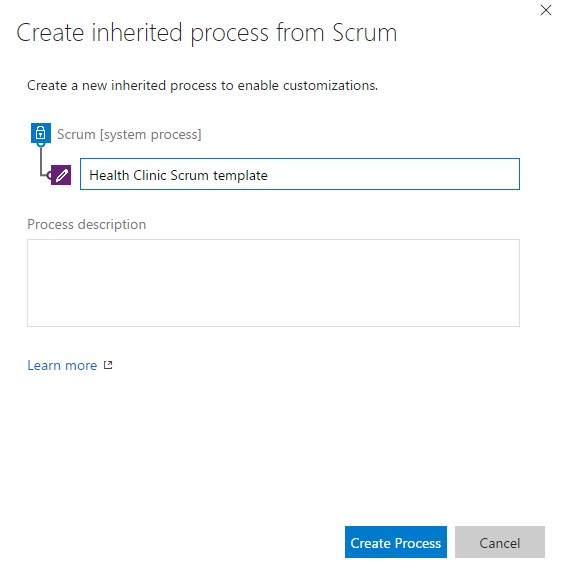 Create inherited process from Scrum
Create a new inherited process to enable customizations.
Scrum [system process]
Health Clinic Scrum template
Process description
Learn more
Create Process
Cancel